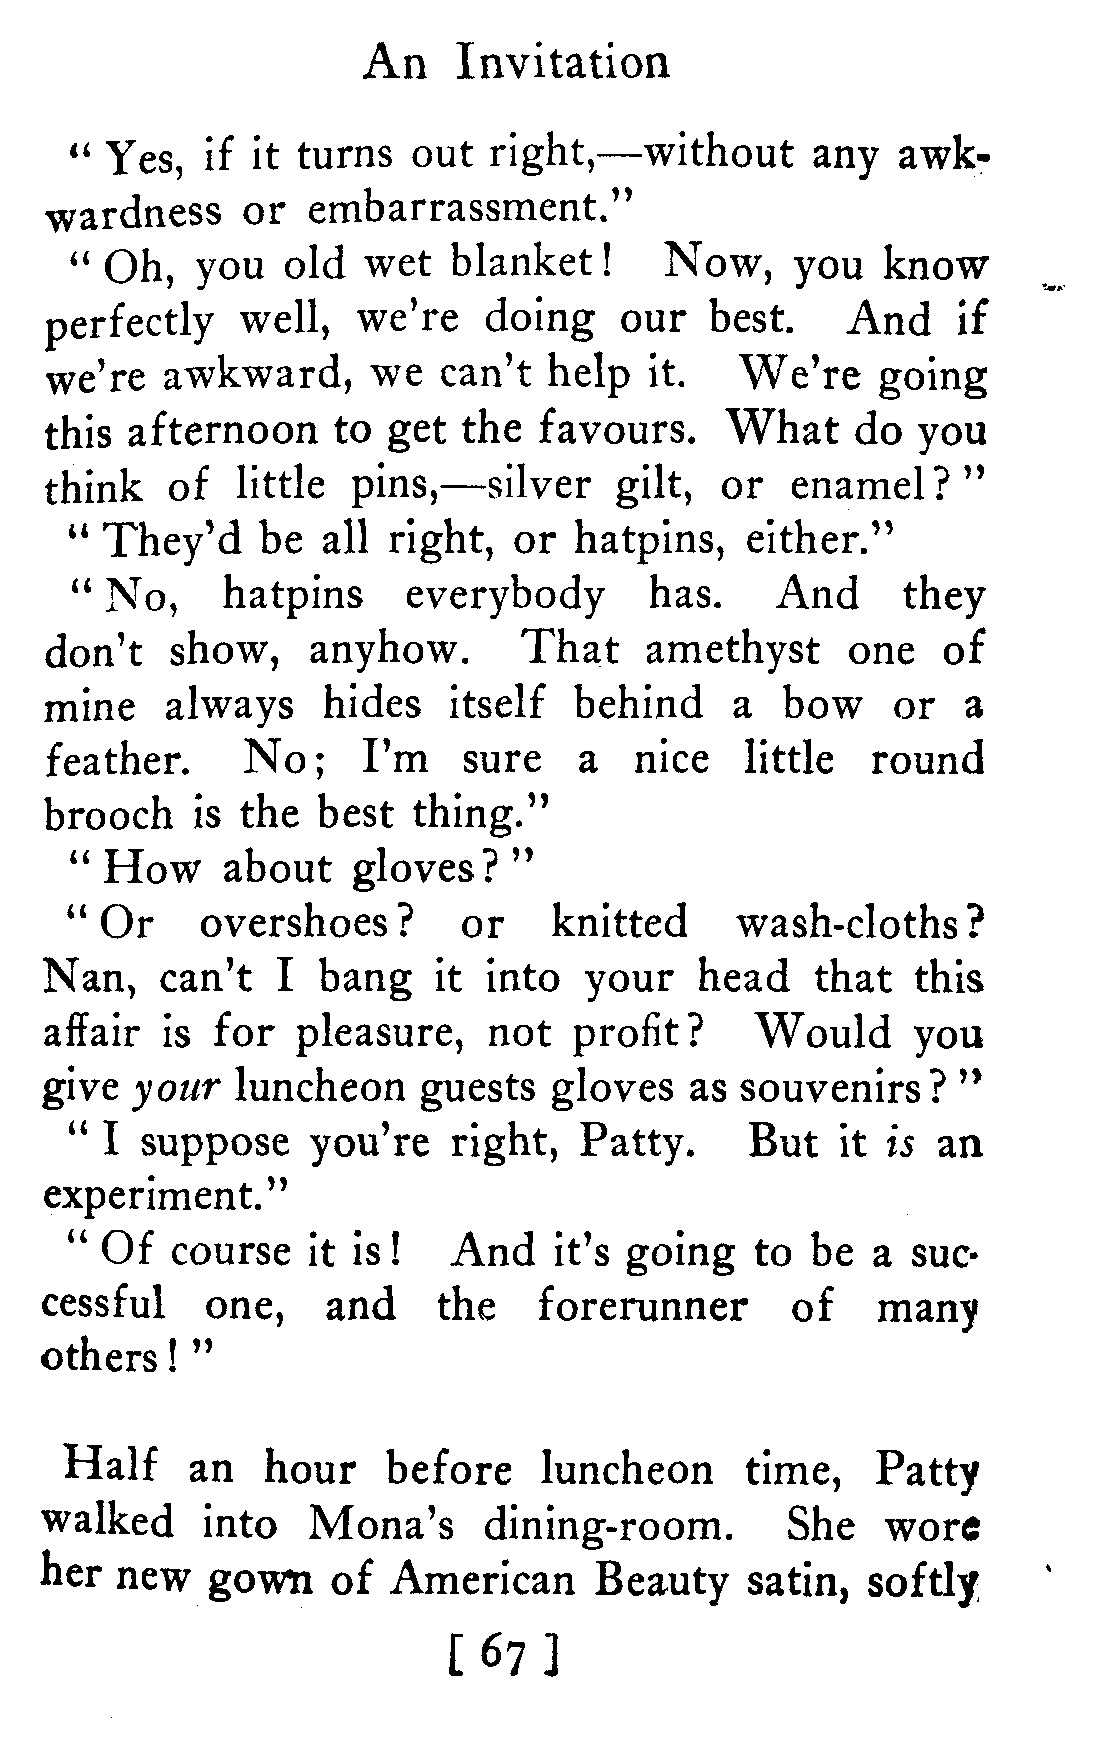 An Invitation
“ Yes, if it turns out right,—without any awk-
wardness or embarrassment.”
“ Oh, you old wet blanket! Now, you know
perfectly well, we’re doing our best. And if
we’re awkward, we can’t help it. We’re going
this afternoon to get the favours. What do you
think of little pins,—silver gilt, or enamel? ”
“ They’d be all right, or hatpins, either.”
“ No, hatpins everybody has. And they
don’t show, anyhow. That amethyst one of
mine always hides itself behind a bow or a
feather. No; I’m sure a nice little round
brooch is the best thing.”
“ How about gloves? ”
“ Or overshoes? or knitted wash-cloths?
Nan, can’t I bang it into your head that this
affair is for pleasure, not profit? Would you
give your luncheon guests gloves as souvenirs? ”
“ I suppose you’re right, Patty. But it is an
experiment.”
“ Of course it is! And it’s going to be a suc-
cessful one, and the forerunner of many
others! ”
Half an hour before luncheon time, Patty
walked into Mona’s dining-room. She wore
her new gown of American Beauty satin, softly
[ 67 ]